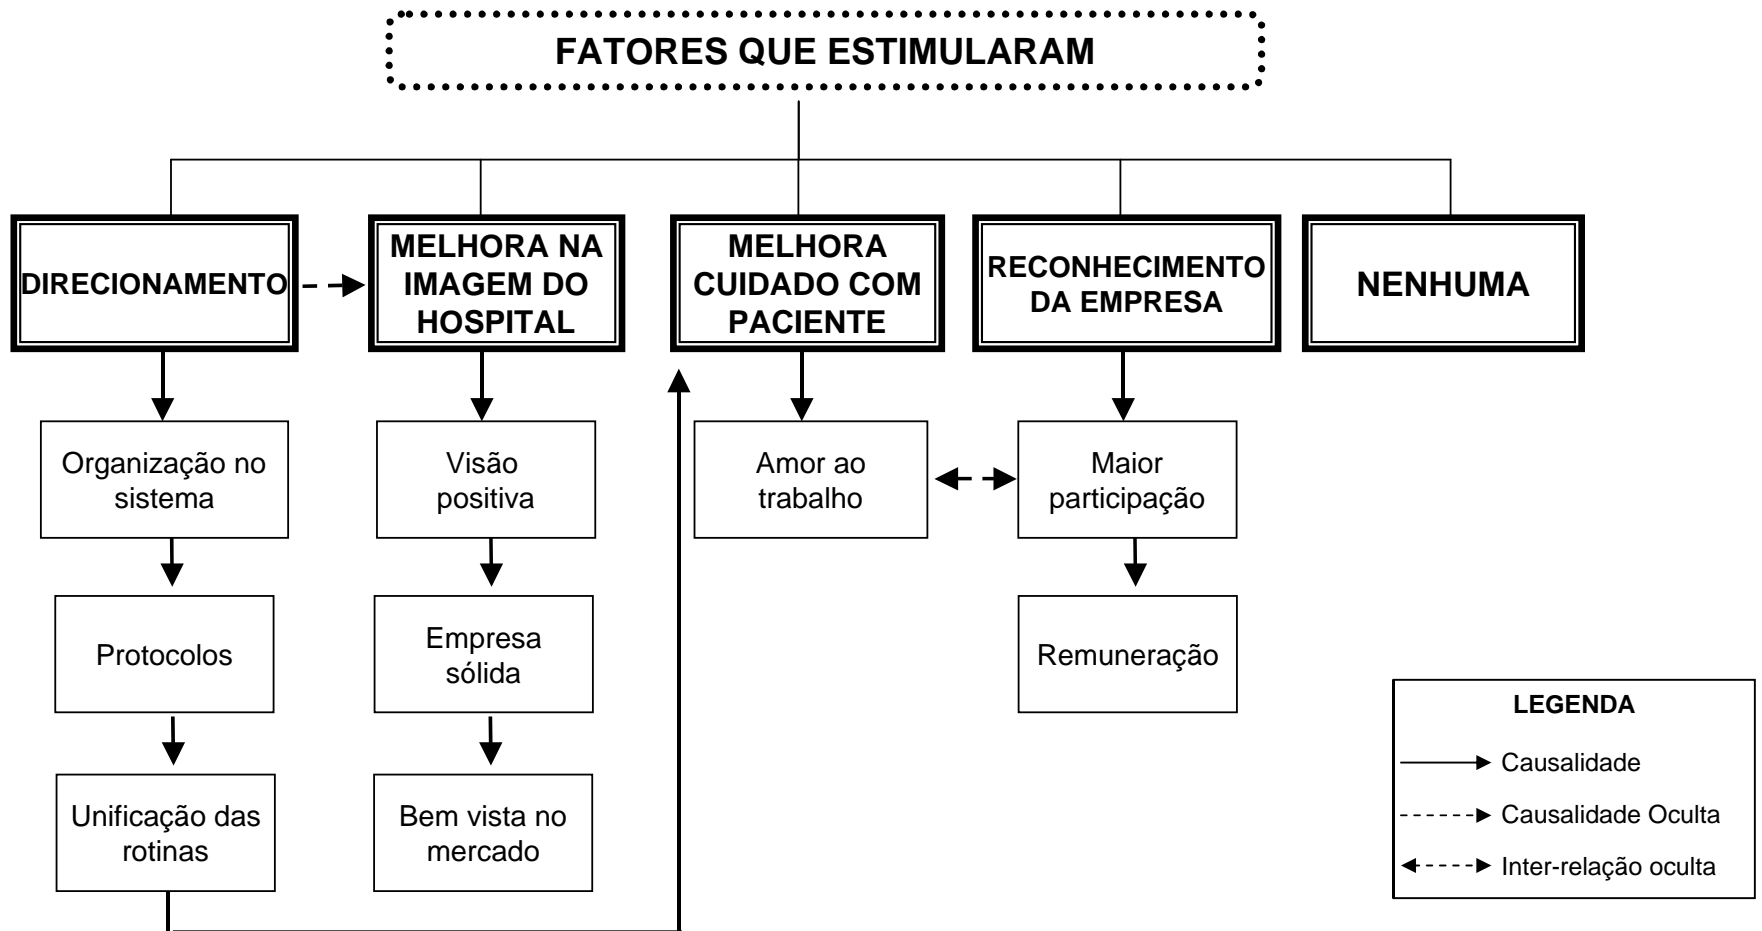 FATORES QUE ESTIMULARAM
DIRECIONAMENTO
MELHORA NA
IMAGEM DO
HOSPITAL
MELHORA
CUIDADO COM
PACIENTE
RECONHECIMENTO
DA EMPRESA
NENHUMA
Organização no
sistema
Visão
positiva
Amor ao
trabalho
Maior
participação
Protocolos
Empresa
sólida
Remuneração
Unificação das
rotinas
Bem vista no
mercado
LEGENDA
Causalidade
Causalidade Oculta
Inter-relação oculta